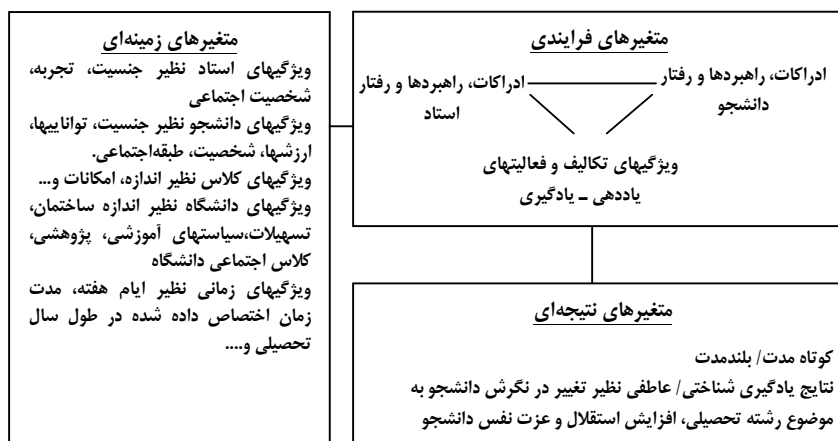 متغیرهای زمینه‌ای
ویژگیهای استاد نظیر جنسیت، تجربه،
شخصیت اجتماعی
ویژگیهای دانشجو نظیر جنسیت، تواناییها،
ارزشها، شخصیت، طبقه‌اجتماعی.
ویژگیهای کلاس نظیر اندازه، امکانات و...
ویژگیهای دانشگاه نظیر اندازه ساختمان،
تسهیلات،سیاستهای آموزشی، پژوهشی،
کلاس اجتماعی دانشگاه
ویژگیهای زمانی نظیر ایام هفته، مدت
زمان اختصاص داده شده در طول سال
تحصیلی و....
متغیرهای فرایندی
ادراکات، راهبردها و رفتار
دانشجو
ادراکات، راهبردها و رفتار
استاد
ویژگیهای تکالیف و فعالیتهای
یاددهی ـ یادگیری
متغیرهای نتیجه‌ای
کوتاه مدت/ بلندمدت
نتایج یادگیری شناختی/ عاطفی نظیر تغییر در نگرش دانشجو به
موضوع رشته تحصیلی، افزایش استقلال و عزت نفس دانشجو